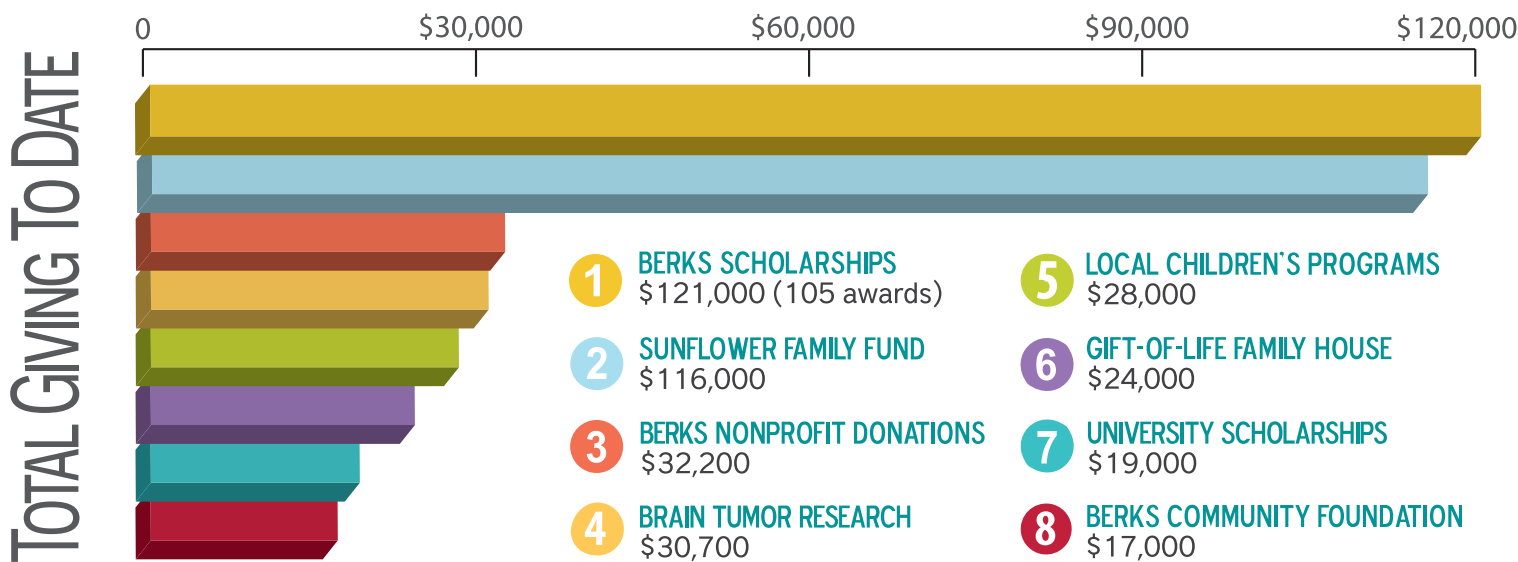 0 $30,000 $60,000 $90,000 $120,000
TOTAL GIVING TO DATE
1 BERKS SCHOLARSHIPS
$121,000 (105 awards)
2 SUNFLOWER FAMILY FUND
$116,000
3 BERKS NONPROFIT DONATIONS
$32,200
4 BRAIN TUMOR RESEARCH
$30,700
5 LOCAL CHILDREN'S PROGRAMS
$28,000
6 GIFT-OF-LIFE FAMILY HOUSE
$24,000
7 UNIVERSITY SCHOLARSHIPS
$19,000
8 BERKS COMMUNITY FOUNDATION
$17,000